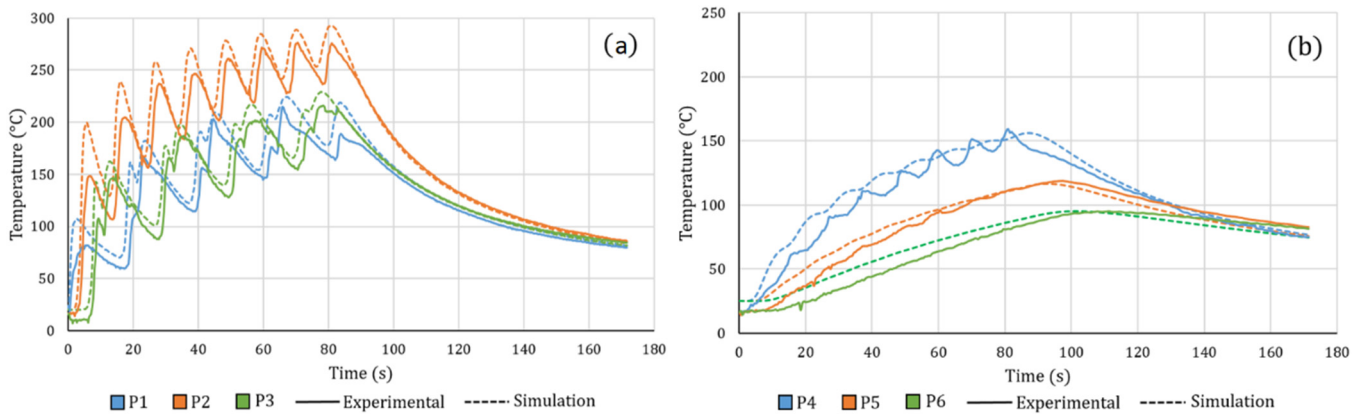 (a)
Temperature (°C)
300
250
200
150
100
50
0
0 20 40 60 80 100 120 140 160 180
Time (s)
P1 P2 P3 Experimental Simulation
(b)
Temperature (°C)
250
200
150
100
50
0
0 20 40 60 80 100 120 140 160 180
Time (s)
P4 P5 P6 Experimental Simulation